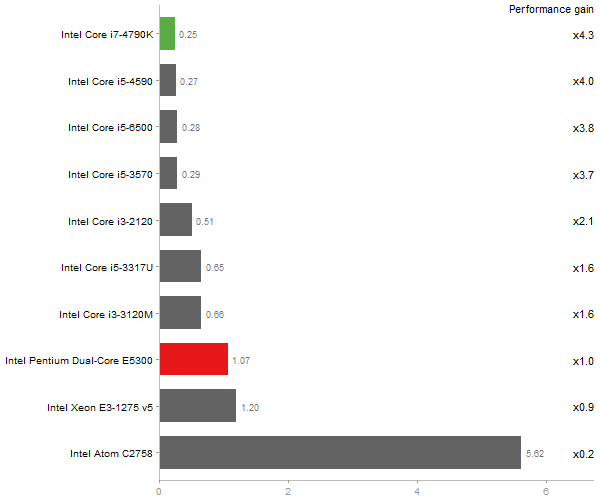 Performance gain
Intel Core i7-4790K 0.25 x4.3
Intel Core i5-4590 0.27 x4.0
Intel Core i5-6500 0.28 x3.8
Intel Core i5-3570 0.29 x3.7
Intel Core i3-2120 0.51 x2.1
Intel Core i5-3317U 0.65 x1.6
Intel Core i3-3120M 0.66 x1.6
Intel Pentium Dual-Core E5300 1.07 x1.0
Intel Xeon E3-1275 v5 1.20 x0.9
Intel Atom C2758 5.62 x0.2
0 2 4 6